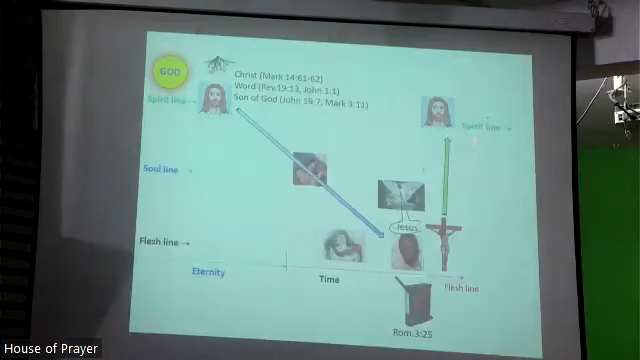 GOD
Christ (Mark 14:61-62)
Word (Rev.19:13, John 1:1)
Son of God (John 19:7, Mark 3:11)
Spirit line
Spirit line
Soul line
Jesus
Flesh line
Eternity
Time
Flesh line
Rom.3:25
House of Prayer